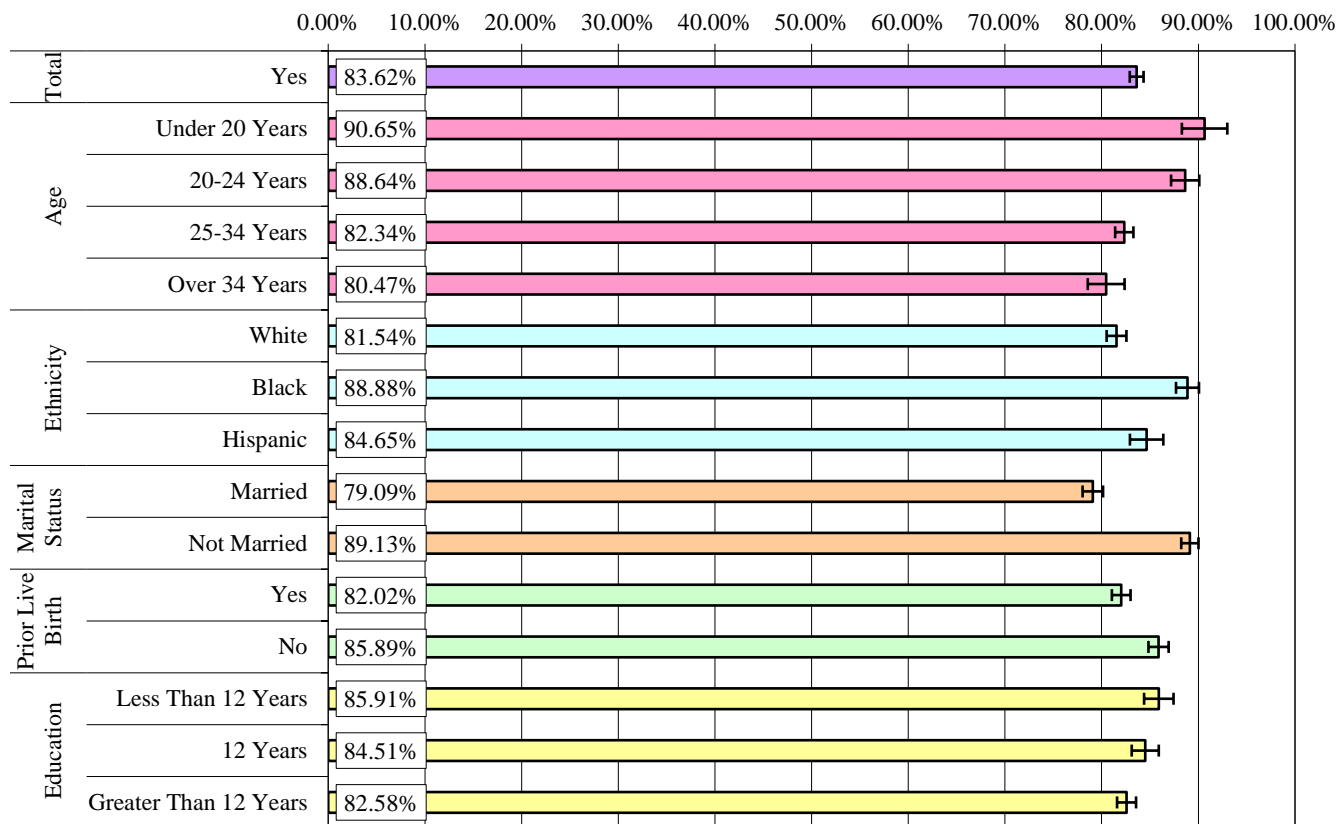 0.00% 10.00% 20.00% 30.00% 40.00% 50.00% 60.00% 70.00% 80.00% 90.00% 100.00%
Total
Yes 83.62%
Age
Under 20 Years 90.65%
20-24 Years 88.64%
25-34 Years 82.34%
Over 34 Years 80.47%
Ethnicity
White 81.54%
Black 88.88%
Hispanic 84.65%
Marital
Status
Married 79.09%
Not Married 89.13%
Prior Live
Birth
Yes 82.02%
No 85.89%
Education
Less Than 12 Years 85.91%
12 Years 84.51%
Greater Than 12 Years 82.58%